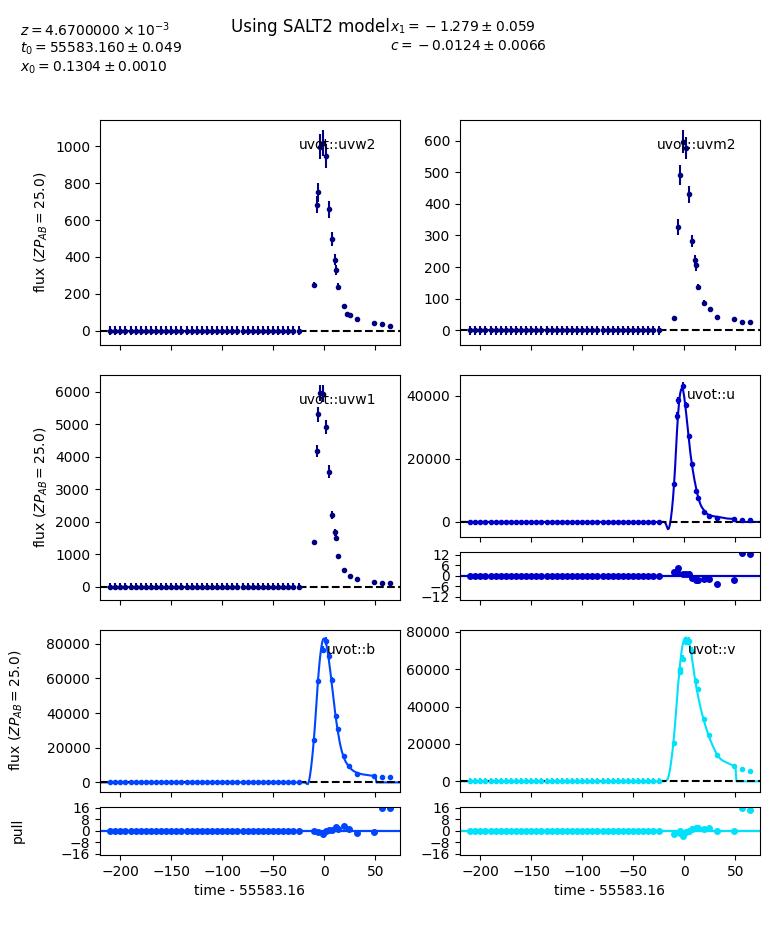 Using SALT2 model
z = 4.6700000 × 10⁻³
t₀ = 55583.160 ± 0.049
x₀ = 0.1304 ± 0.0010
x₁ = −1.279 ± 0.059
c = −0.0124 ± 0.0066
uvot::uvw2
1000
800
600
400
200
0
flux (ZP_AB = 25.0)
uvot::uvm2
600
500
400
300
200
100
0
uvot::uvw1
6000
5000
4000
3000
2000
1000
0
flux (ZP_AB = 25.0)
uvot::u
40000
20000
0
12
6
0
−6
−12
uvot::b
80000
60000
40000
20000
0
flux (ZP_AB = 25.0)
16
8
0
−8
−16
pull
−200 −150 −100 −50 0 50
time - 55583.16
uvot::v
80000
60000
40000
20000
0
16
8
0
−8
−16
−200 −150 −100 −50 0 50
time - 55583.16